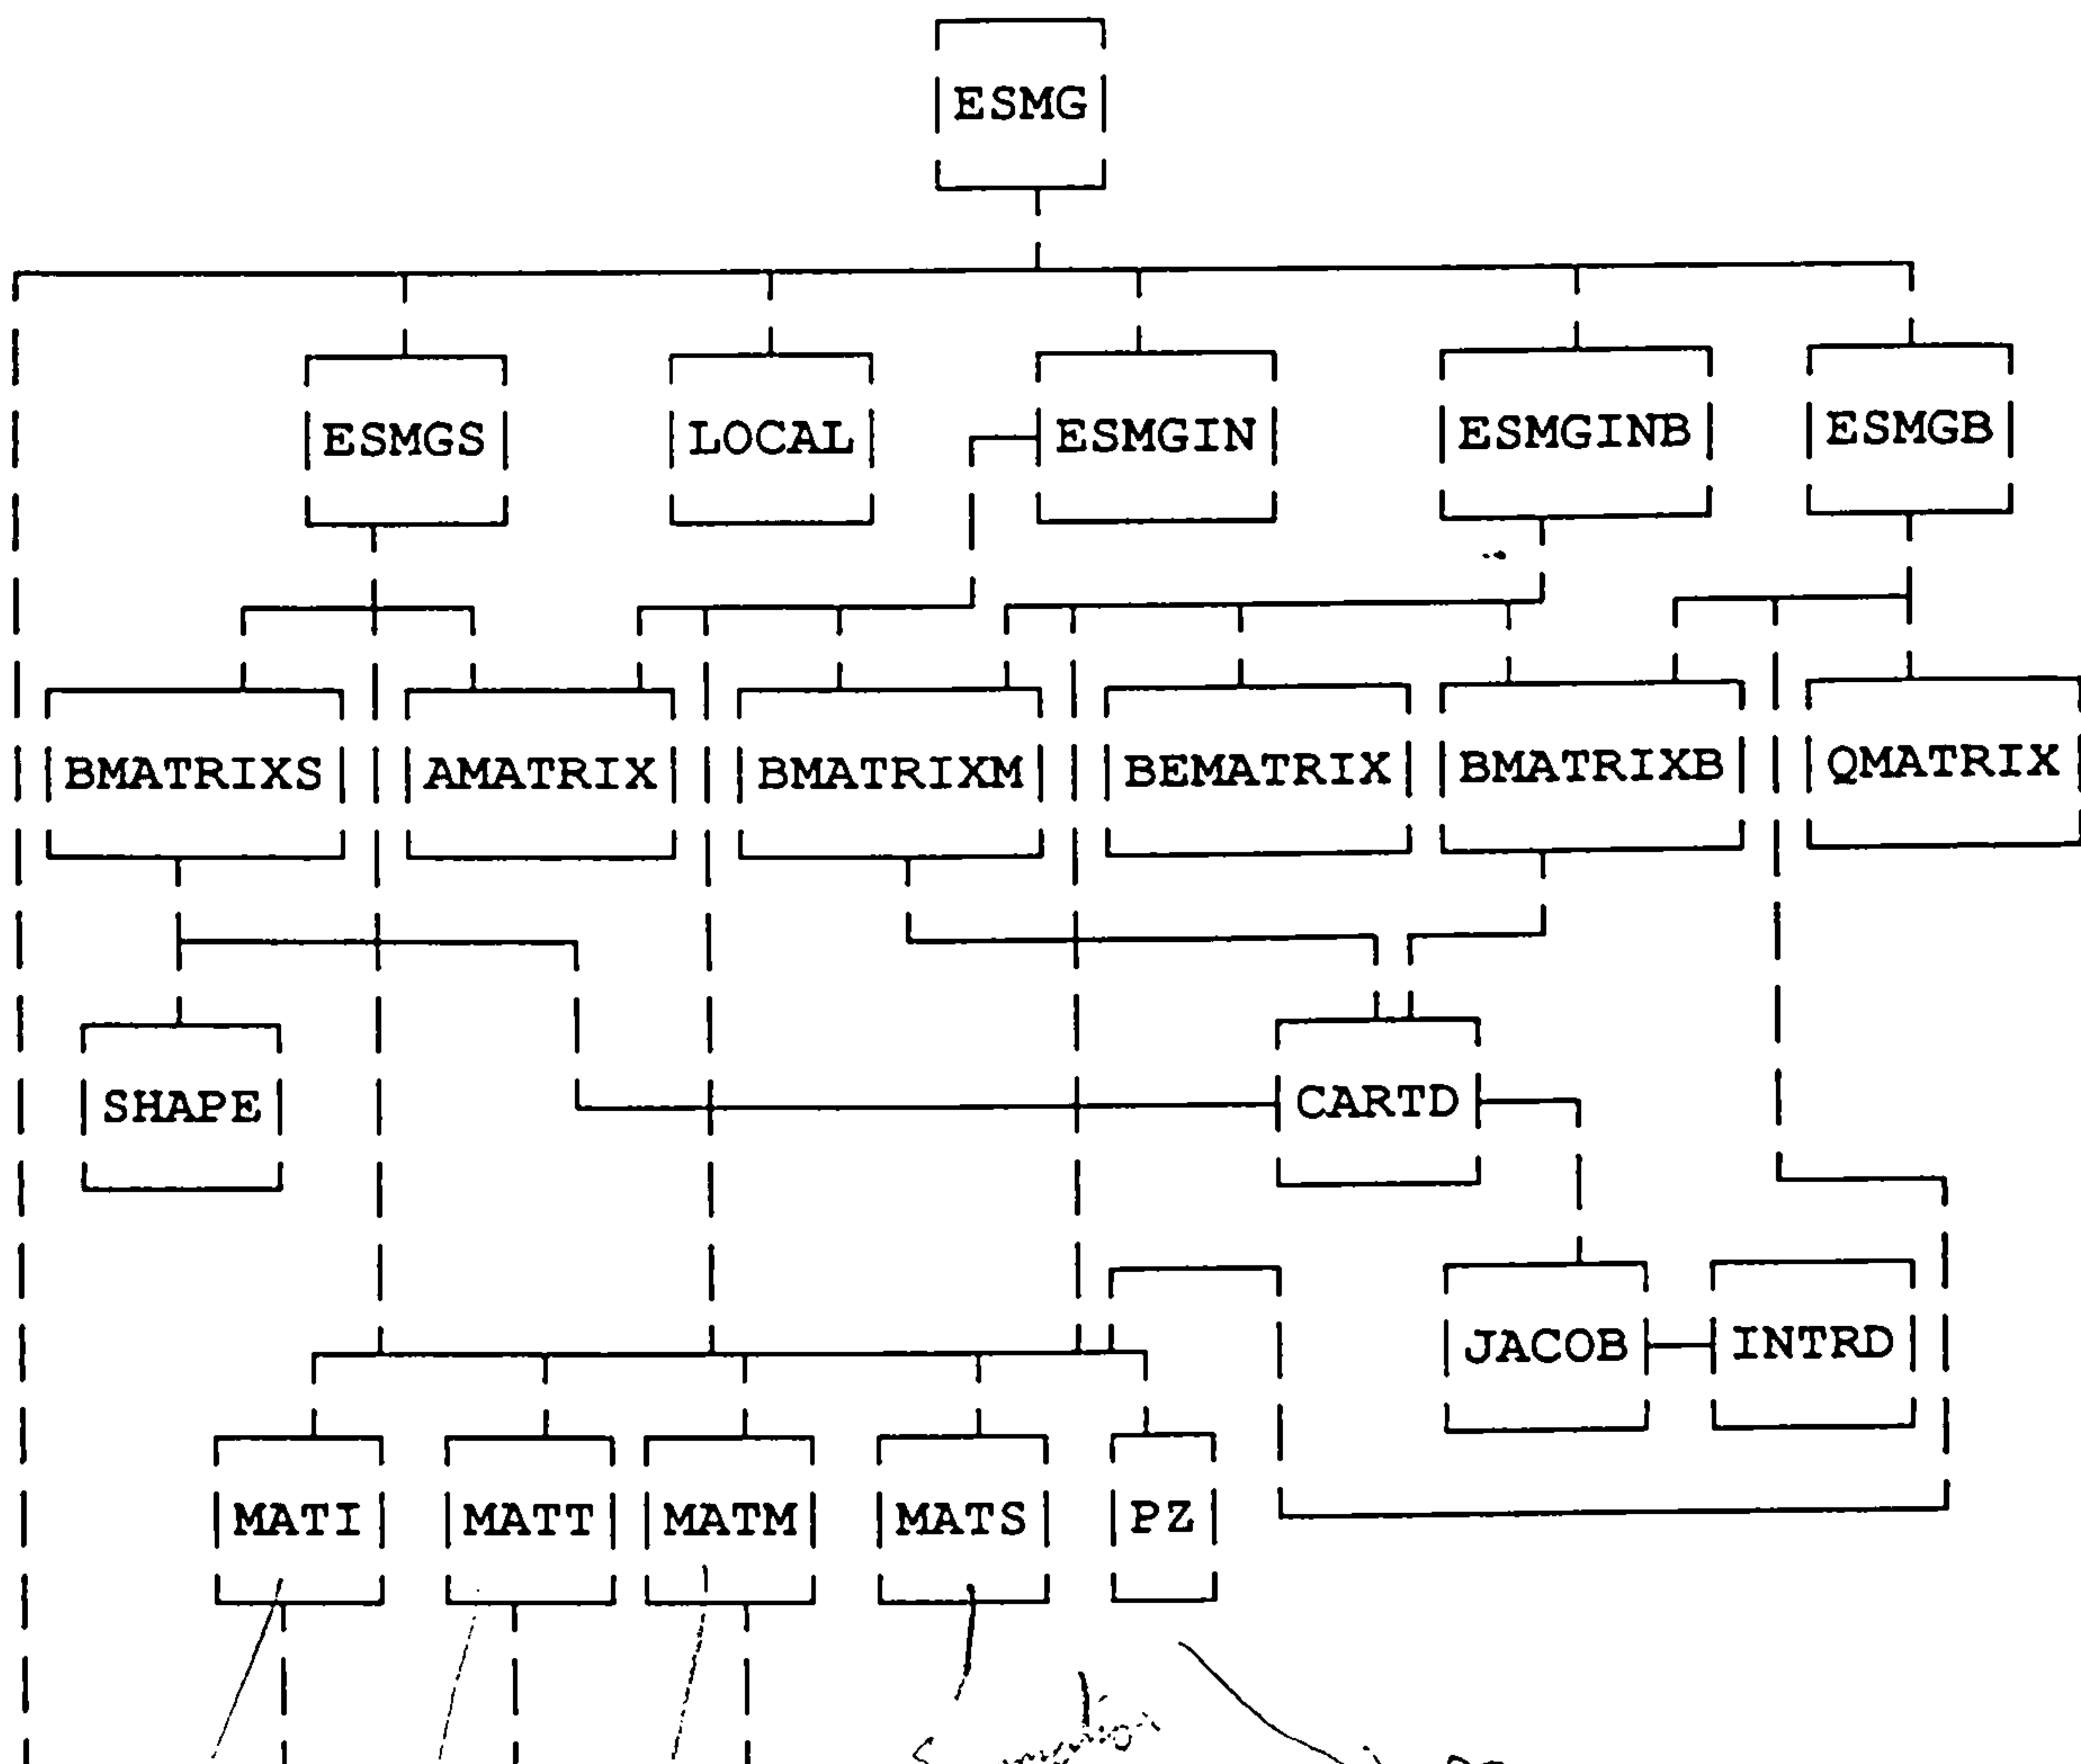 ESMG
ESMGS LOCAL ESMGIN ESMGINB ESMGB
BMATRIXS AMATRIX BMATRIXM BEMATRIX BMATRIXB QMATRIX
SHAPE CARTD
JACOB INTRD
MATI MATT MATM MATS PZ